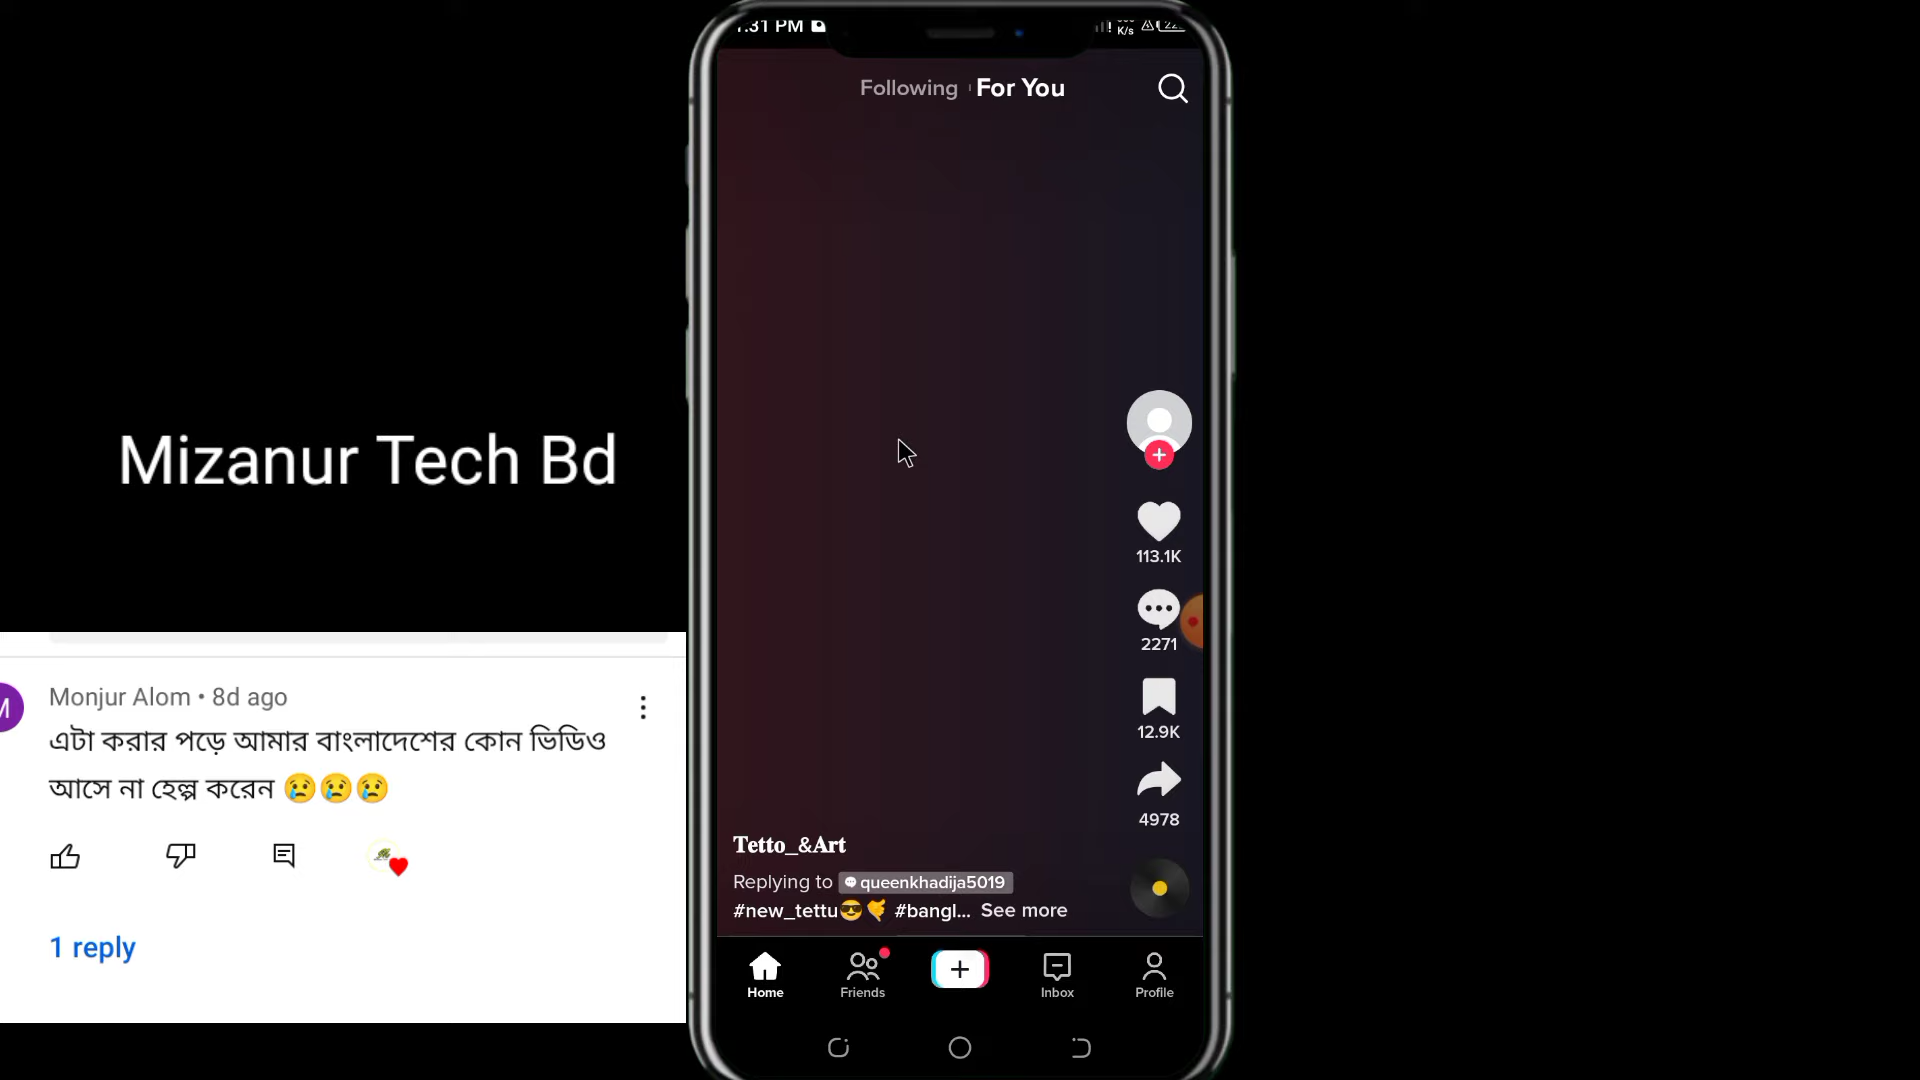 Mizanur Tech Bd
Monjur Alom • 8d ago
এটা করার পড়ে আমার বাংলাদেশের কোন ভিডিও
আসে না হেল্প করেন 😢😢😢
1 reply
:31 PM
K/s
Following For You
113.1K
2271
12.9K
4978
𝐓𝐞𝐭𝐭𝐨_&𝐀𝐫𝐭
Replying to queenkhadija5019
#new_tettu😎🤙 #bangl... See more
Home Friends Inbox Profile